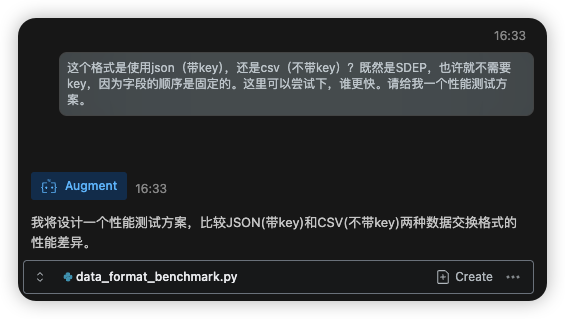 16:33
这个格式是使用json（带key），还是csv（不带key）？既然是SDEP，也许就不需要
key，因为字段的顺序是固定的。这里可以尝试下，谁更快。请给我一个性能测试方
案。
Augment 16:33
我将设计一个性能测试方案，比较JSON(带key)和CSV(不带key)两种数据交换格式的
性能差异。
data_format_benchmark.py Create